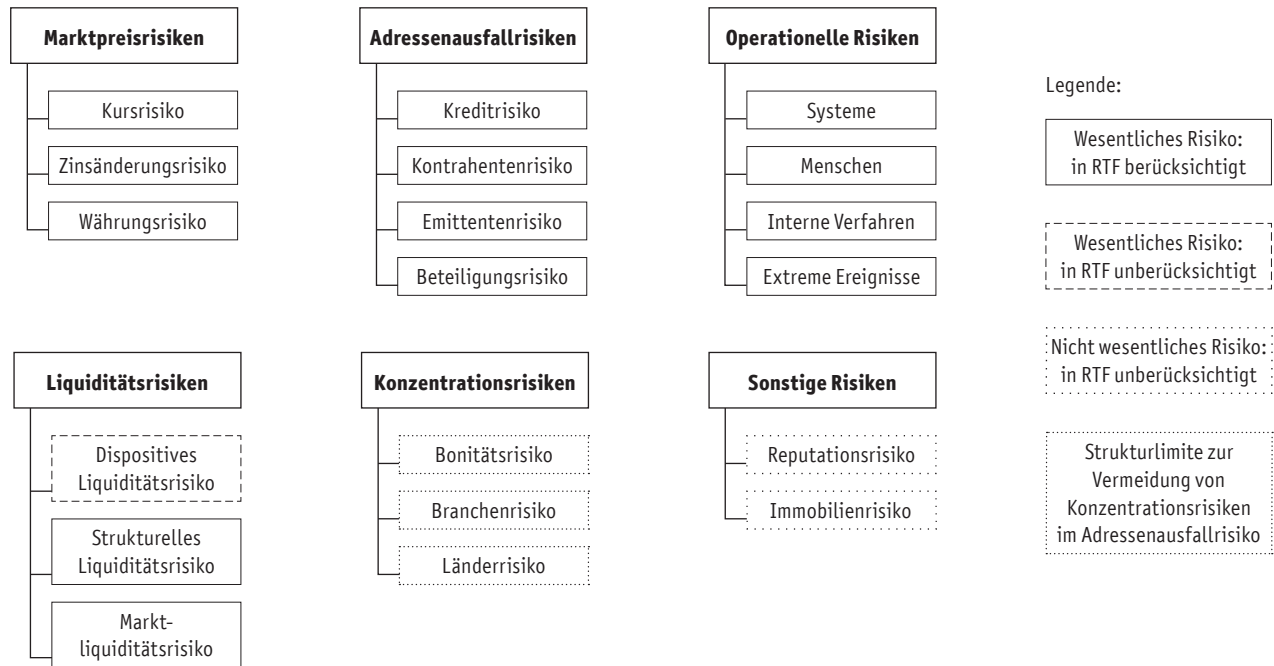 Marktpreisrisiken
Kursrisiko
Zinsänderungsrisiko
Währungsrisiko
Adressenausfallrisiken
Kreditrisiko
Kontrahentenrisiko
Emittentenrisiko
Beteiligungsrisiko
Operationelle Risiken
Systeme
Menschen
Interne Verfahren
Extreme Ereignisse
Liquiditätsrisiken
Dispositives
Liquiditätsrisiko
Strukturelles
Liquiditätsrisiko
Markt-
liquiditätsrisiko
Konzentrationsrisiken
Bonitätsrisiko
Branchenrisiko
Länderrisiko
Sonstige Risiken
Reputationsrisiko
Immobilienrisiko
Legende:
Wesentliches Risiko:
in RTF berücksichtigt
Wesentliches Risiko:
in RTF unberücksichtigt
Nicht wesentliches Risiko:
in RTF unberücksichtigt
Strukturlimite zur
Vermeidung von
Konzentrationsrisiken
im Adressenausfallrisiko